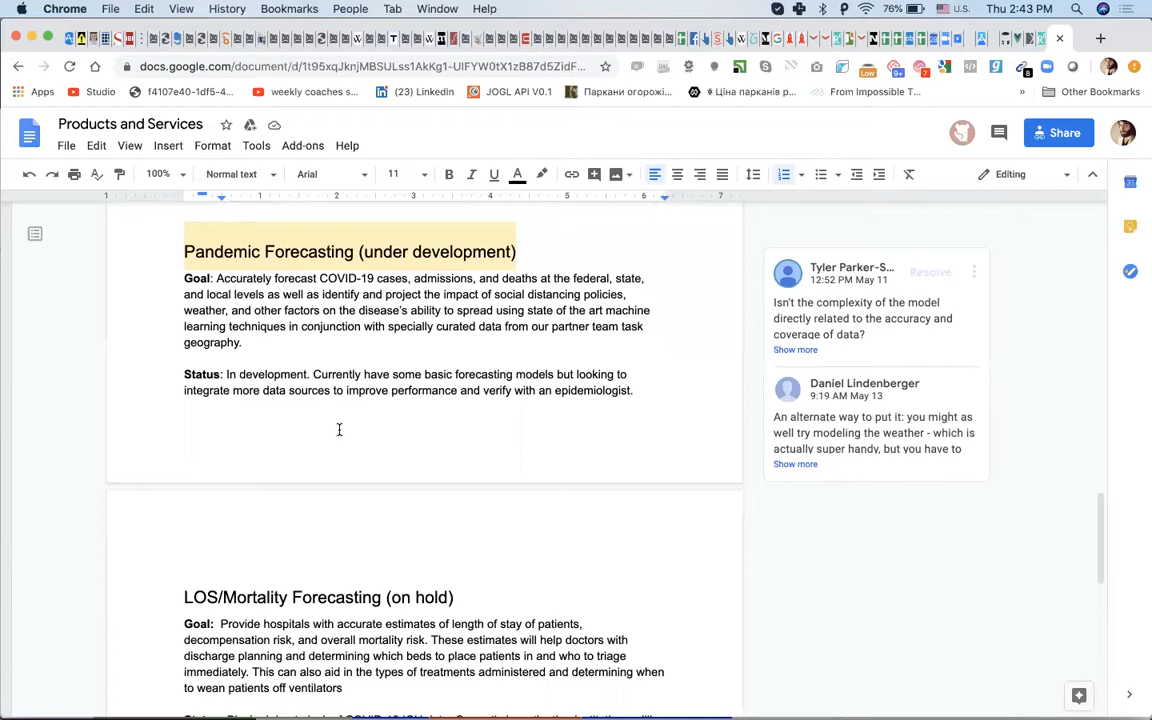 Chrome File Edit View History Bookmarks People Tab Window Help 76% U.S. Thu 2:43 PM
docs.google.com/document/d/1t95xqJknjMBSULss1AkKg1-UIFYW0tX1zB87d5ZidF...
Apps Studio f4107e40-1df5-4... weekly coaches s... (23) LinkedIn JOGL API V0.1 Паркани огорожі... Ціна парканів р... From Impossible T... » Other Bookmarks
Products and Services
File Edit View Insert Format Tools Add-ons Help
Share
100% Normal text Arial 11 B I U A Editing
1 1 2 3 4 5 6 7
Pandemic Forecasting (under development)
Goal: Accurately forecast COVID-19 cases, admissions, and deaths at the federal, state,
and local levels as well as identify and project the impact of social distancing policies,
weather, and other factors on the disease's ability to spread using state of the art machine
learning techniques in conjunction with specially curated data from our partner team task
geography.
Status: In development. Currently have some basic forecasting models but looking to
integrate more data sources to improve performance and verify with an epidemiologist.
Tyler Parker-S...
Resolve
12:52 PM May 11
Isn't the complexity of the model
directly related to the accuracy and
coverage of data?
Show more
Daniel Lindenberger
9:19 AM May 13
An alternate way to put it: you might as
well try modeling the weather - which is
actually super handy, but you have to
Show more
LOS/Mortality Forecasting (on hold)
Goal: Provide hospitals with accurate estimates of length of stay of patients,
decompensation risk, and overall mortality risk. These estimates will help doctors with
discharge planning and determining which beds to place patients in and who to triage
immediately. This can also aid in the types of treatments administered and determining when
to wean patients off ventilators